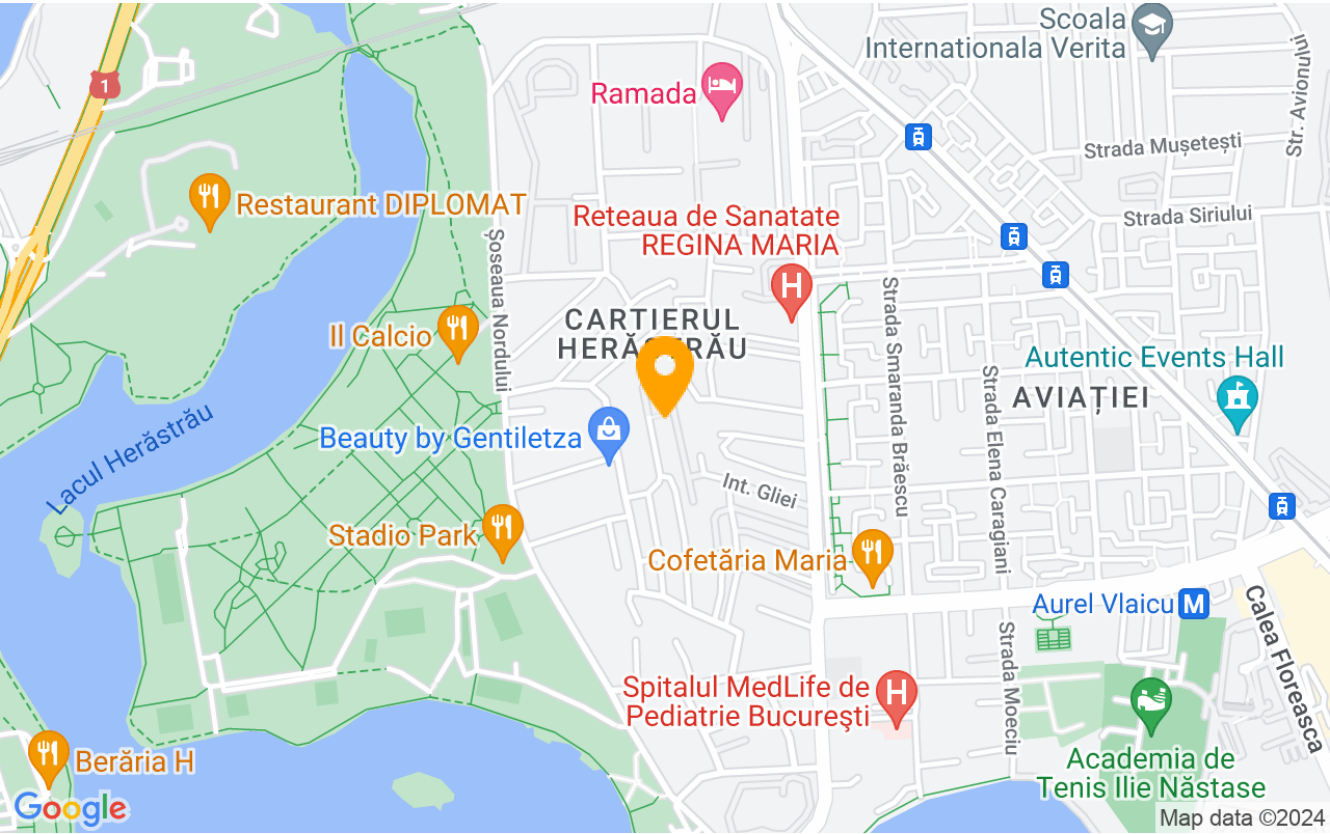 Scoala
Internationala Verita
1
Ramada
Str. Avionului
Strada Mușetești
Restaurant DIPLOMAT
Reteaua de Sanatate
REGINA MARIA
H
Strada Siriului
Șoseaua Nordului
CARTIERUL
HERĂSTRĂU
Il Calcio
Strada Smaranda Brăescu
Autentic Events Hall
Strada Elena Caragiani
AVIAȚIEI
Lacul Herăstrău
Beauty by Gentiletza
Int. Gliei
Stadio Park
Cofetăria Maria
Aurel Vlaicu M
Calea Floreasca
Strada Moeciu
Spitalul MedLife de
Pediatrie Bucureşti
H
Berăria H
Academia de
Tenis Ilie Năstase
Google
Map data ©2024